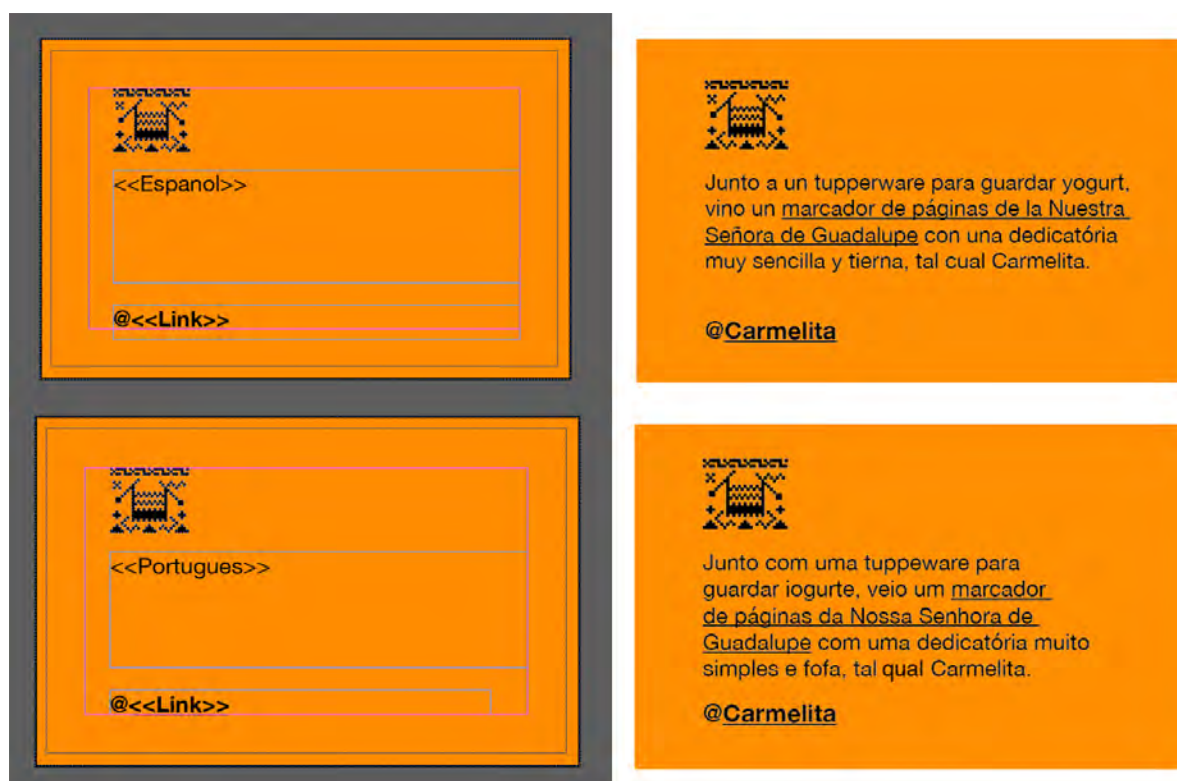 <<Espanol>>
@<<Link>>
Junto a un tupperware para guardar yogurt,
vino un marcador de páginas de la Nuestra
Señora de Guadalupe con una dedicatória
muy sencilla y tierna, tal cual Carmelita.
@Carmelita
<<Portugues>>
@<<Link>>
Junto com uma tuppeware para
guardar iogurte, veio um marcador
de páginas da Nossa Senhora de
Guadalupe com uma dedicatória muito
simples e fofa, tal qual Carmelita.
@Carmelita